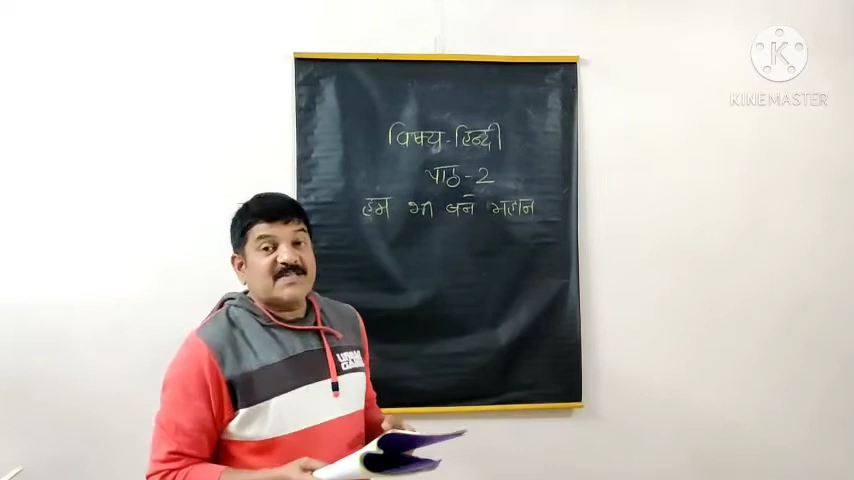 विषय - हिन्दी
पाठ - 2
हम भी बनें महान
KINEMASTER